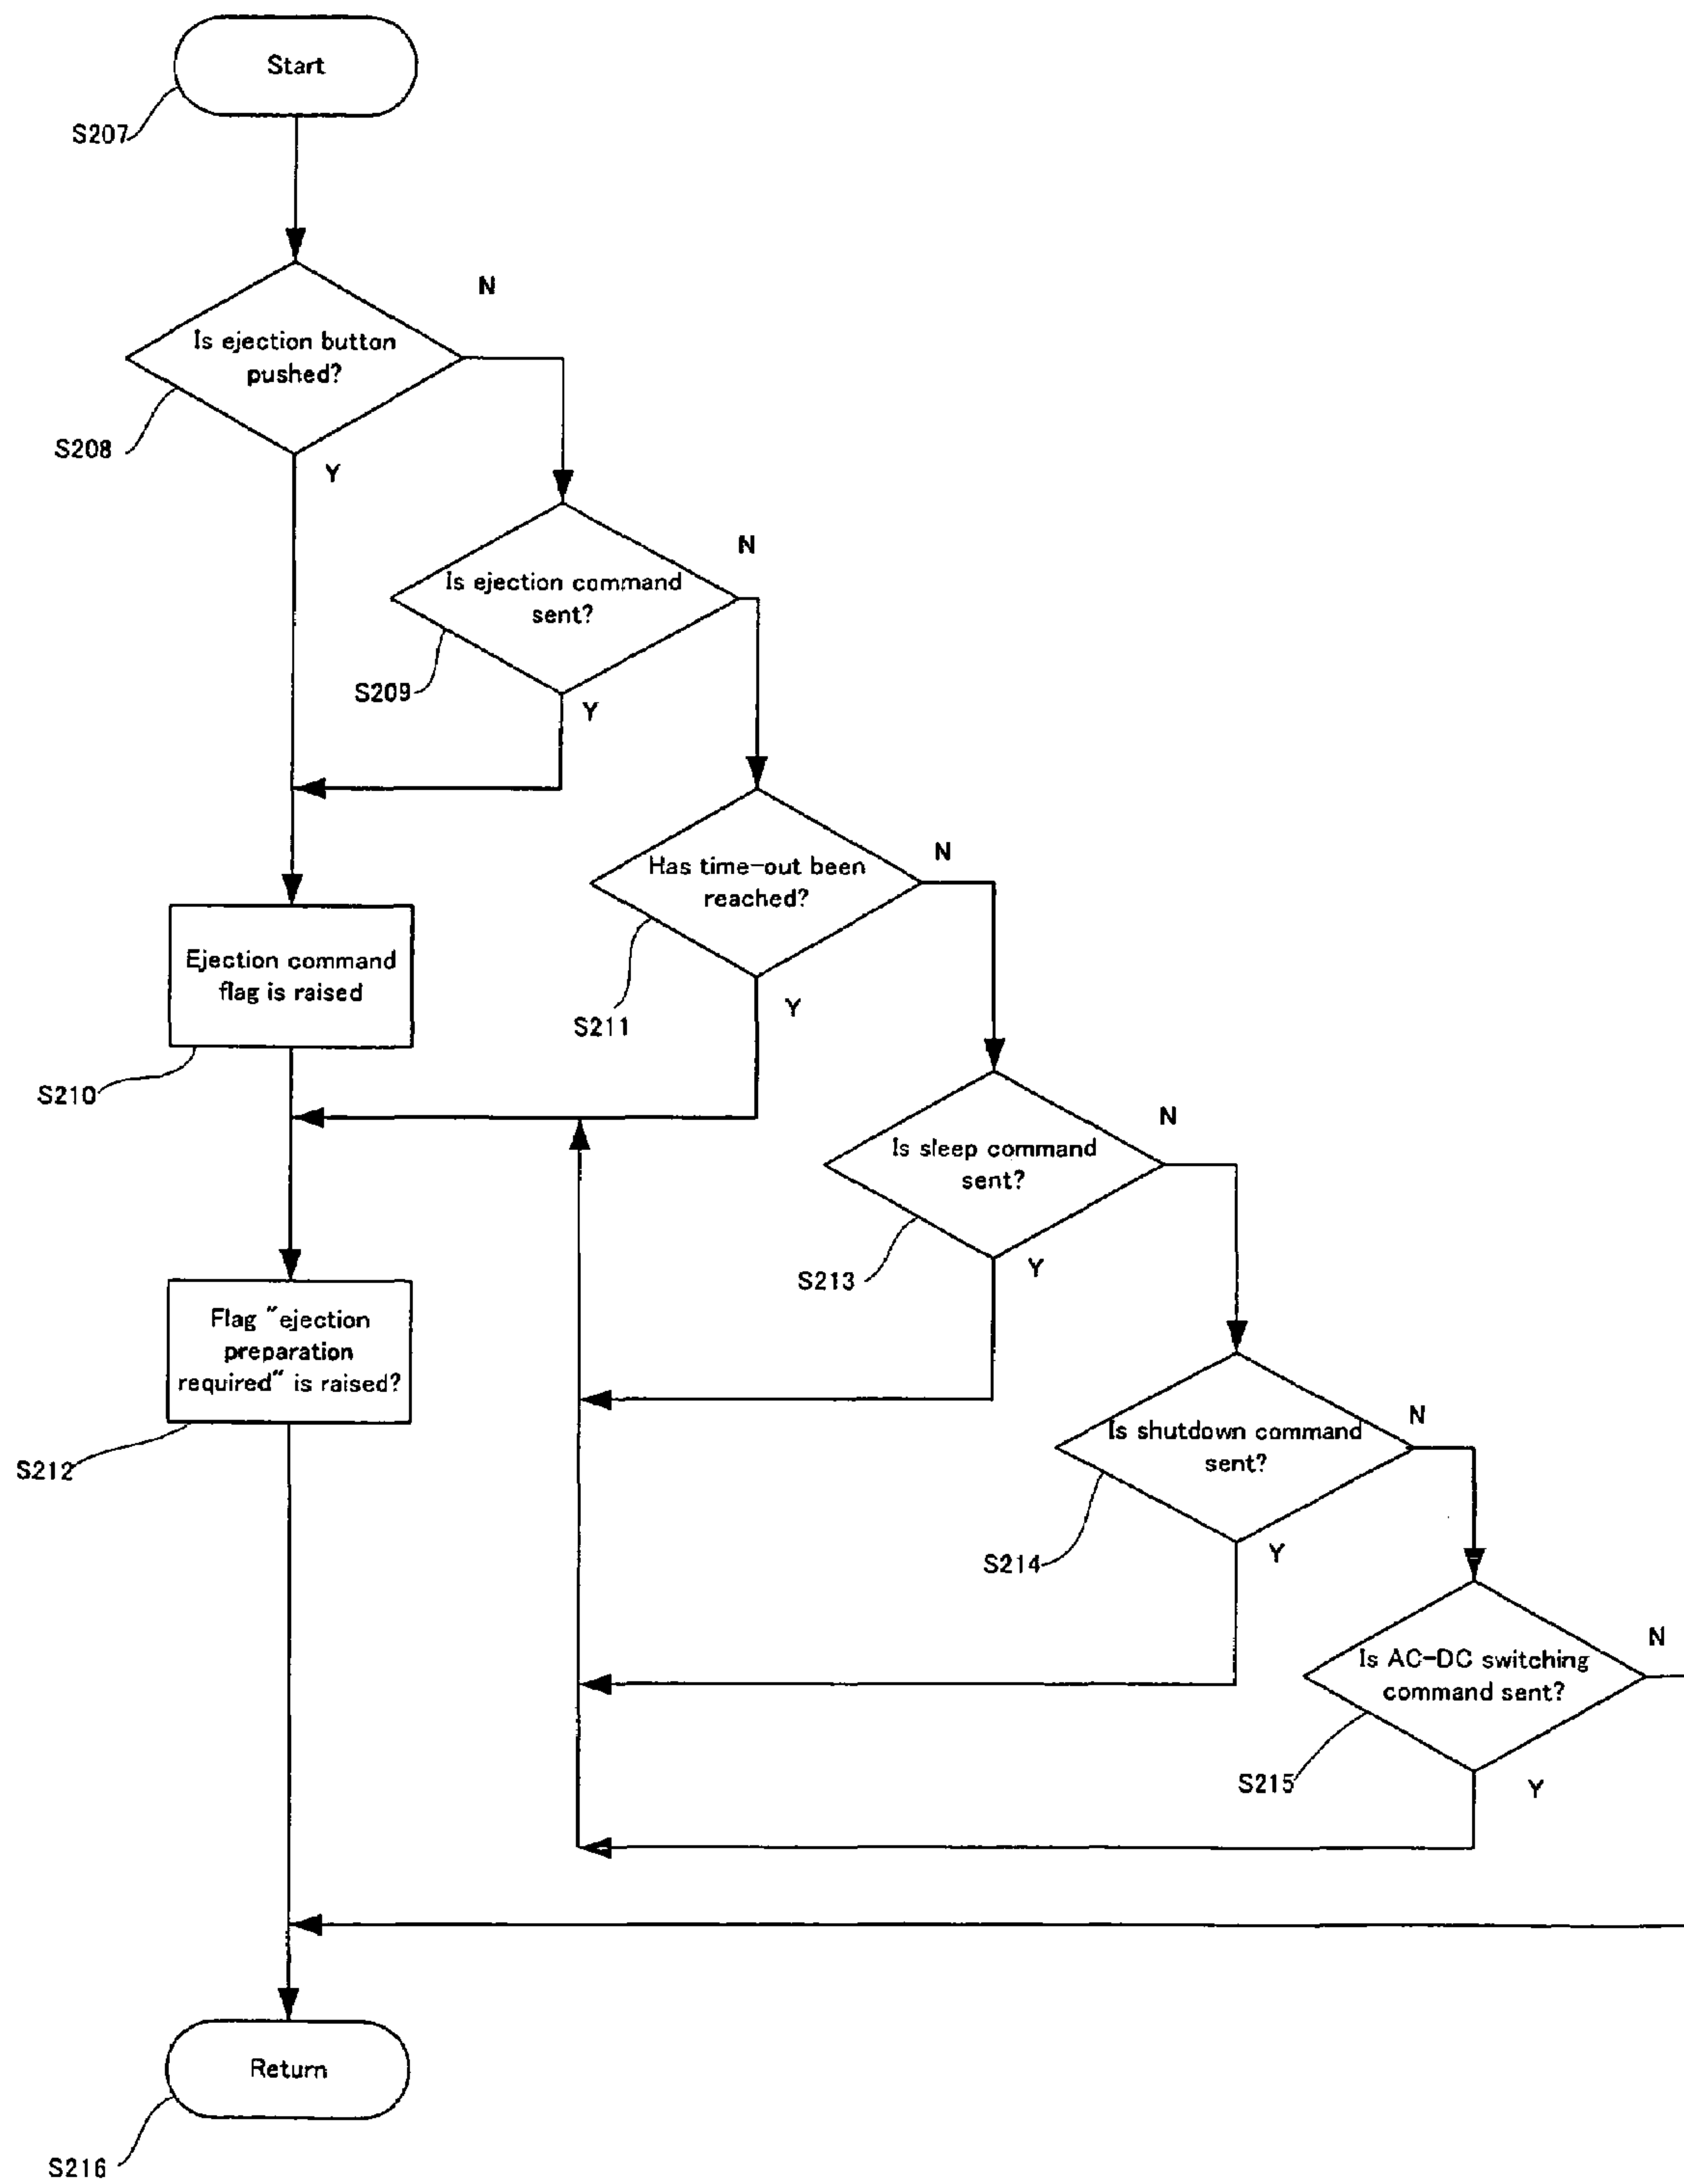 Start
S207
N
Is ejection button
pushed?
S208
Y
N
Is ejection command
sent?
S209
Y
N
Has time-out been
reached?
Ejection command
flag is raised
S211
Y
S210
N
Is sleep command
sent?
S213
Y
Flag "ejection
preparation
required" is raised?
S212
N
Is shutdown command
sent?
S214
Y
N
Is AC-DC switching
command sent?
S215
Y
Return
S216